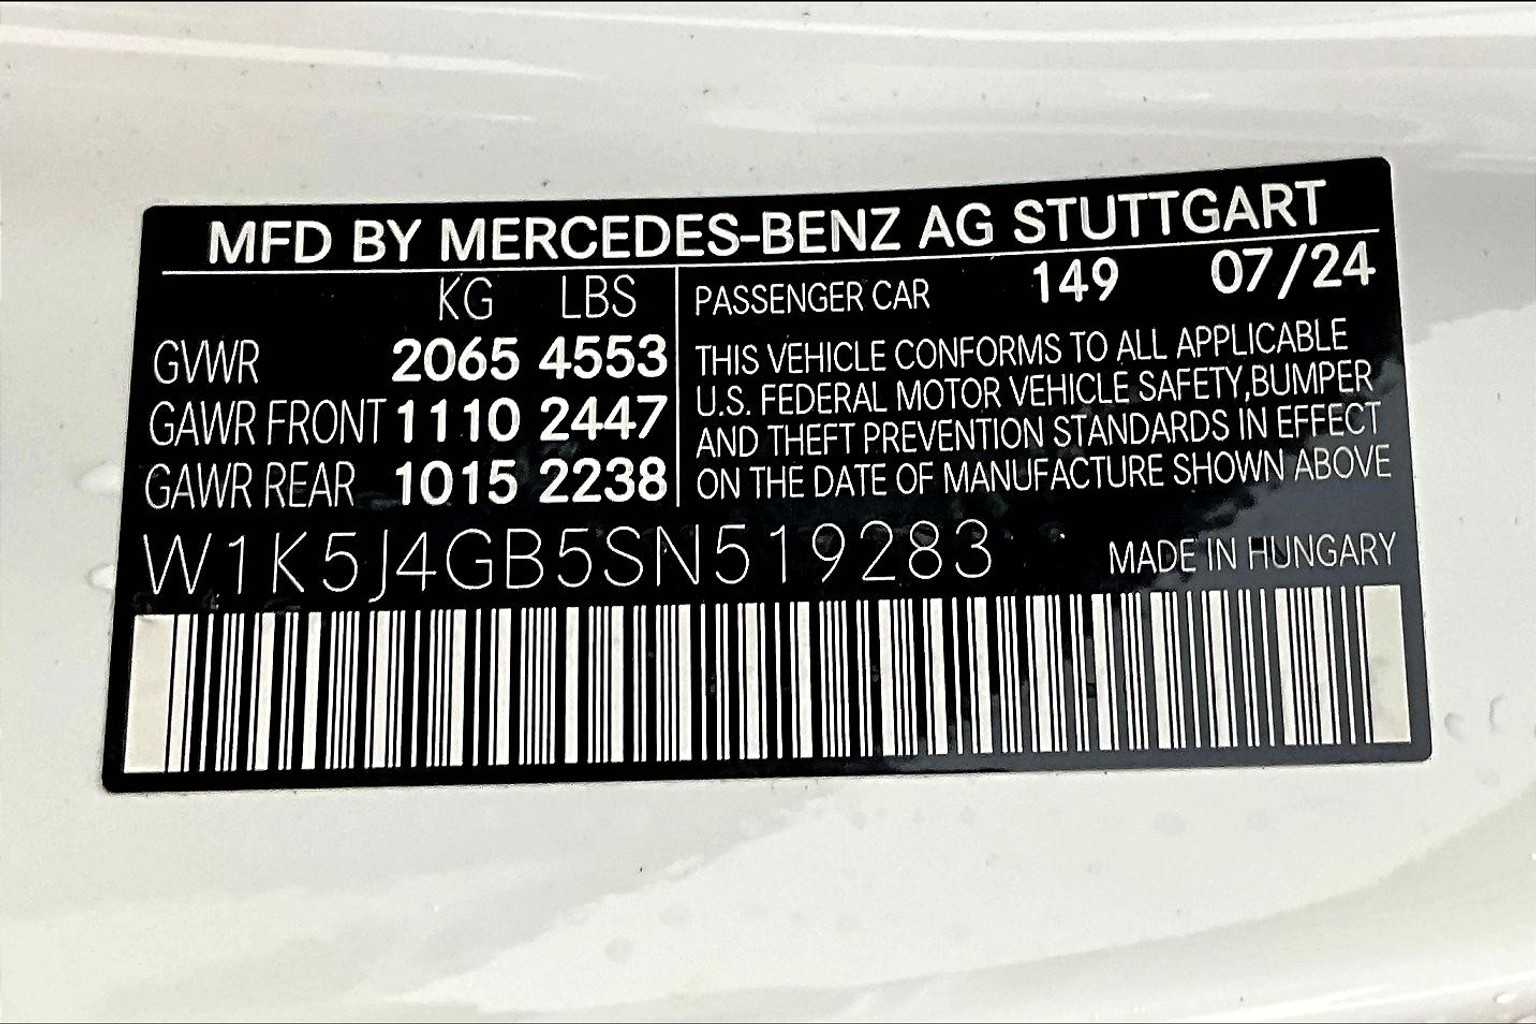 MFD BY MERCEDES-BENZ AG STUTTGART
KG LBS
GVWR 2065 4553
GAWR FRONT 1110 2447
GAWR REAR 1015 2238
PASSENGER CAR 149 07/24
THIS VEHICLE CONFORMS TO ALL APPLICABLE
U.S. FEDERAL MOTOR VEHICLE SAFETY,BUMPER
AND THEFT PREVENTION STANDARDS IN EFFECT
ON THE DATE OF MANUFACTURE SHOWN ABOVE
W1K5J4GB5SN519283
MADE IN HUNGARY